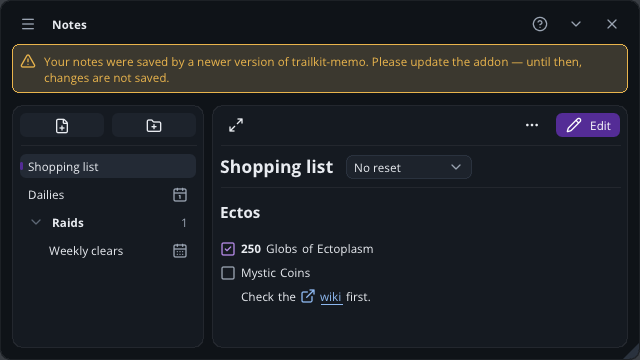 Notes
Your notes were saved by a newer version of trailkit-memo. Please update the addon — until then,
changes are not saved.
Edit
Shopping list
Dailies
Raids 1
Weekly clears
Shopping list No reset
Ectos
250 Globs of Ectoplasm
Mystic Coins
Check the wiki first.